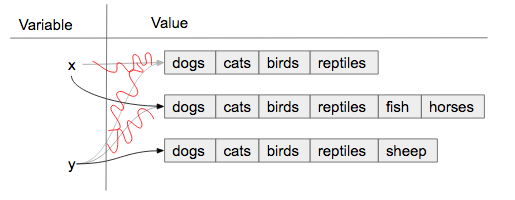 Variable Value
x dogs cats birds reptiles
dogs cats birds reptiles fish horses
y dogs cats birds reptiles sheep